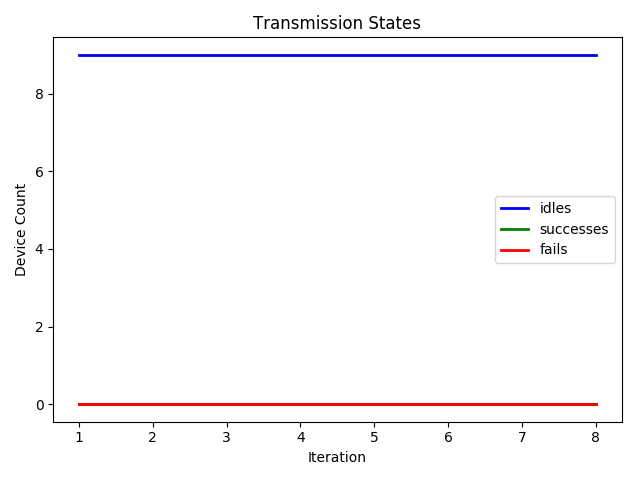 Transmission States
Device Count
8
6
4
2
0
idles
successes
fails
1 2 3 4 5 6 7 8
Iteration